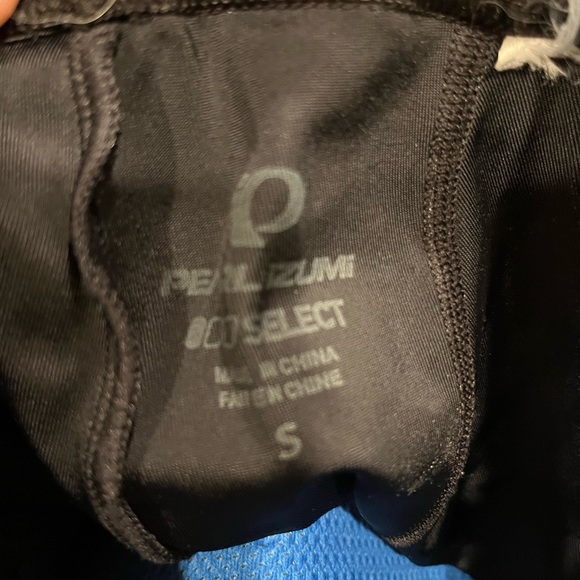 PEARL IZUMi
SELECT
MADE IN CHINA
FAIT EN CHINE
S